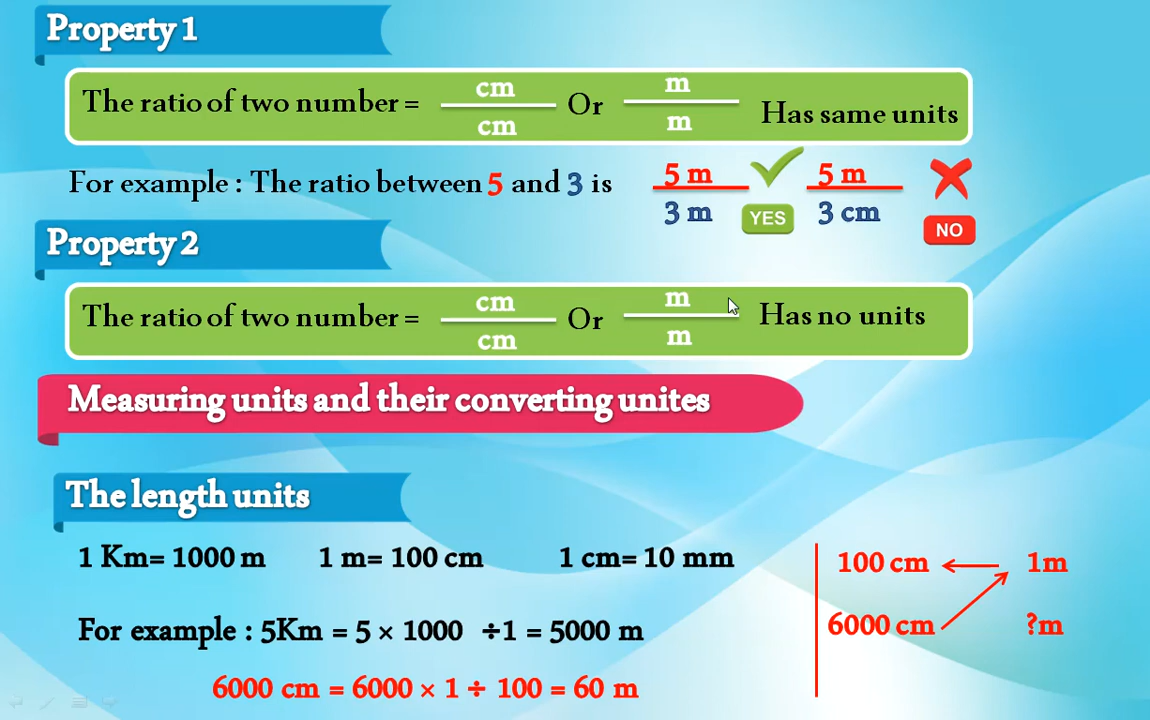 Property 1
The ratio of two number = cm / cm Or m / m Has same units
For example : The ratio between 5 and 3 is 5 m / 3 m YES 5 m / 3 cm NO
Property 2
The ratio of two number = cm / cm Or m / m Has no units
Measuring units and their converting unites
The length units
1 Km= 1000 m 1 m= 100 cm 1 cm= 10 mm
100 cm 1m
For example : 5Km = 5 × 1000 ÷1 = 5000 m
6000 cm ?m
6000 cm = 6000 × 1 ÷ 100 = 60 m